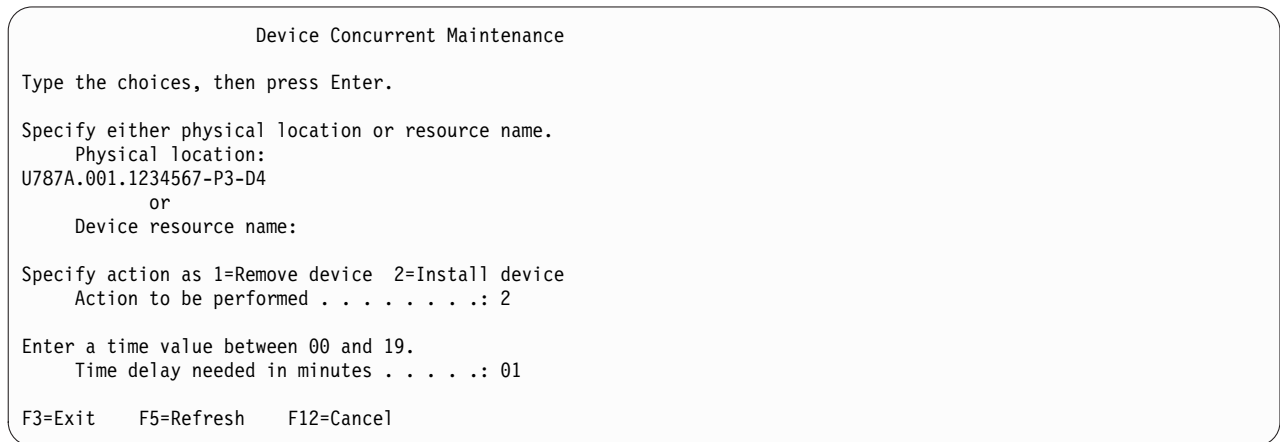 Device Concurrent Maintenance
Type the choices, then press Enter.
Specify either physical location or resource name.
Physical location:
U787A.001.1234567-P3-D4
or
Device resource name:
Specify action as 1=Remove device 2=Install device
Action to be performed . . . . . . . .: 2
Enter a time value between 00 and 19.
Time delay needed in minutes . . . . .: 01
F3=Exit F5=Refresh F12=Cancel